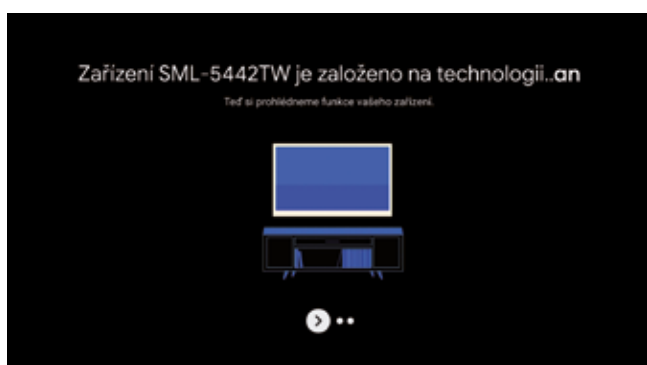 Zařízení SML-5442TW je založeno na technologii..an
Teď si prohlédneme funkce vašeho zařízení.